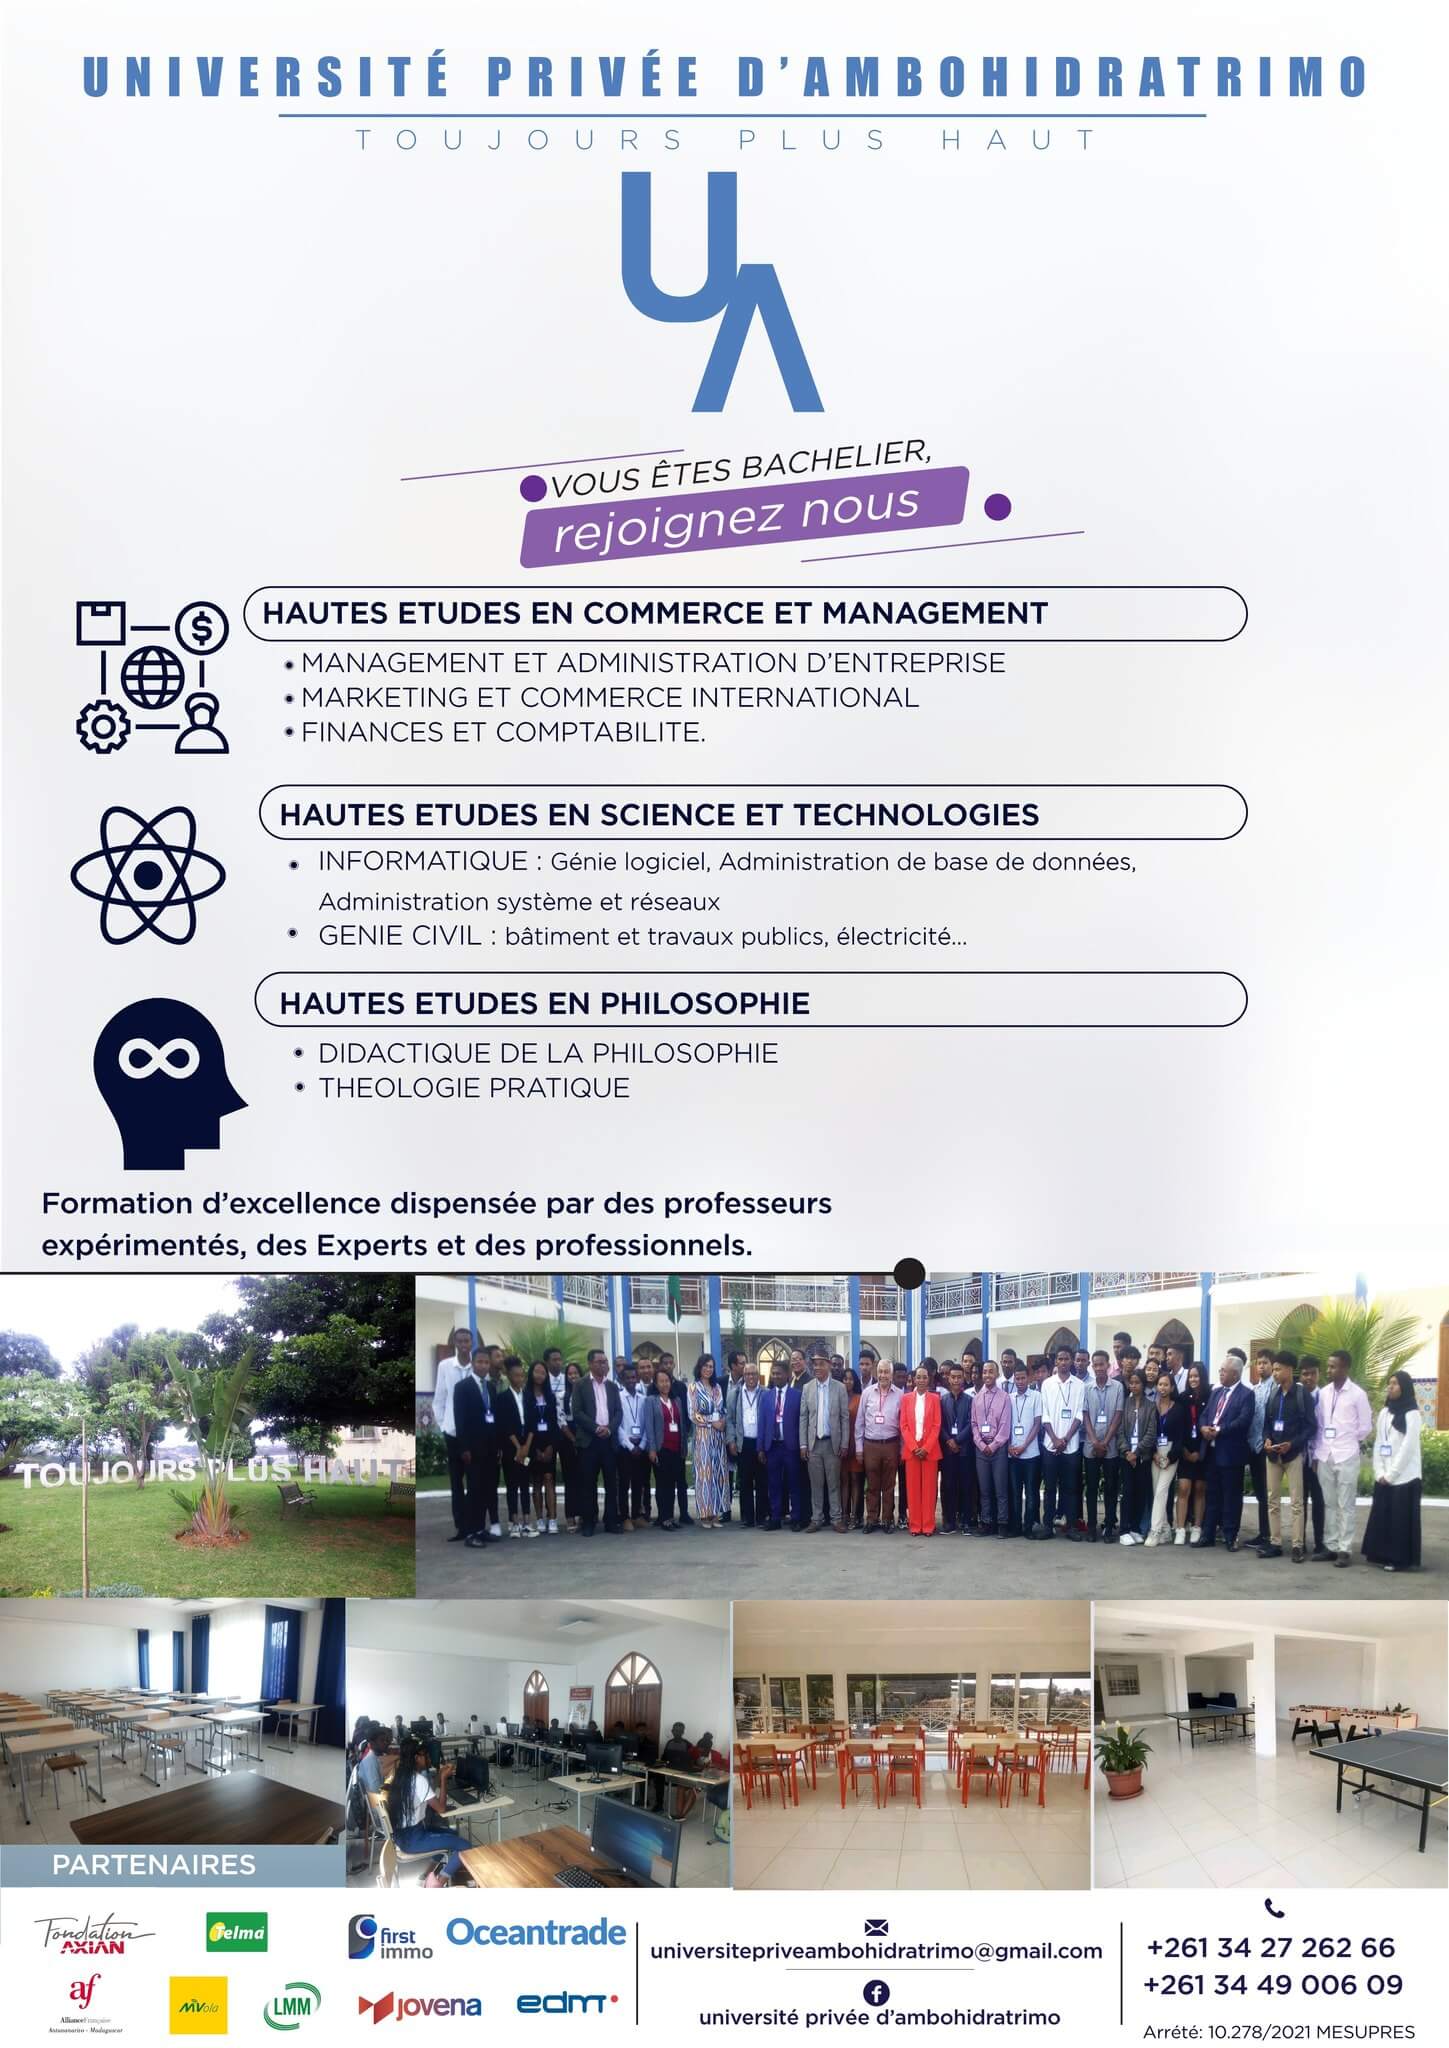 UNIVERSITÉ PRIVÉE D'AMBOHIDRATRIMO
TOUJOURS PLUS HAUT
UA
VOUS ÊTES BACHELIER,
rejoignez nous
HAUTES ETUDES EN COMMERCE ET MANAGEMENT
• MANAGEMENT ET ADMINISTRATION D'ENTREPRISE
• MARKETING ET COMMERCE INTERNATIONAL
• FINANCES ET COMPTABILITE.
HAUTES ETUDES EN SCIENCE ET TECHNOLOGIES
• INFORMATIQUE : Génie logiciel, Administration de base de données,
Administration système et réseaux
• GENIE CIVIL : bâtiment et travaux publics, électricité...
HAUTES ETUDES EN PHILOSOPHIE
• DIDACTIQUE DE LA PHILOSOPHIE
• THEOLOGIE PRATIQUE
Formation d'excellence dispensée par des professeurs
expérimentés, des Experts et des professionnels.
TOUJOURS PLUS HAUT
PARTENAIRES
Fondation
AXIAN
Telma
first
immo
Oceantrade
af
AllianceFrançaise
Antananarivo - Madagascar
MVola
LMM
jovena
edm
universitepriveambohidratrimo@gmail.com
université privée d'ambohidratrimo
+261 34 27 262 66
+261 34 49 006 09
Arrété: 10.278/2021 MESUPRES